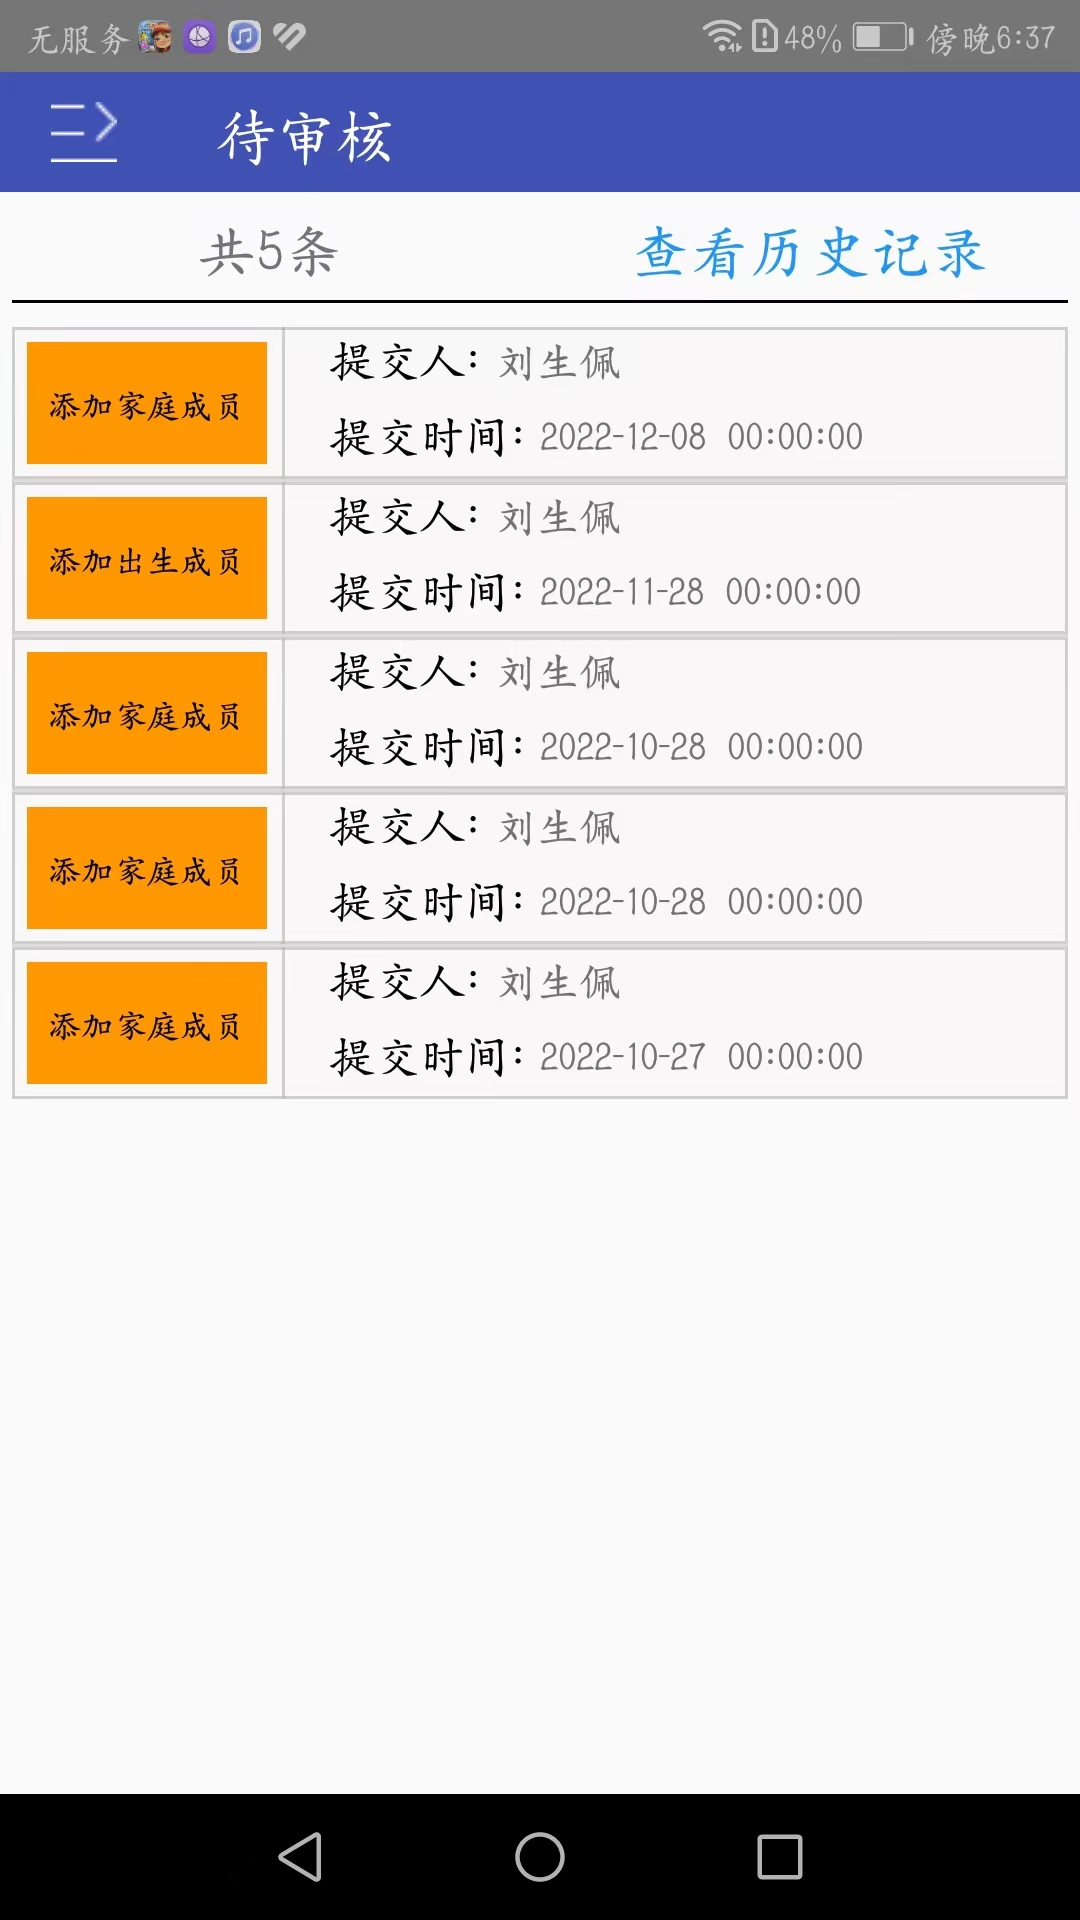 无服务 48% 傍晚6:37
待审核
共5条 查看历史记录
添加家庭成员
提交人：刘生佩
提交时间：2022-12-08 00:00:00
添加出生成员
提交人：刘生佩
提交时间：2022-11-28 00:00:00
添加家庭成员
提交人：刘生佩
提交时间：2022-10-28 00:00:00
添加家庭成员
提交人：刘生佩
提交时间：2022-10-28 00:00:00
添加家庭成员
提交人：刘生佩
提交时间：2022-10-27 00:00:00